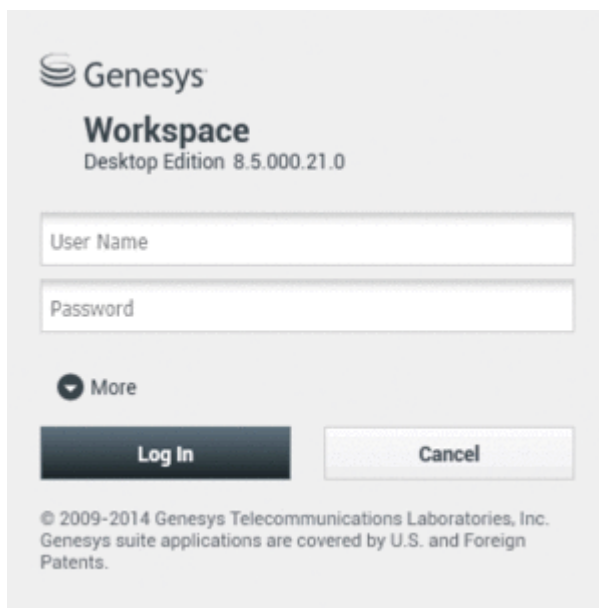 Genesys
Workspace
Desktop Edition 8.5.000.21.0
User Name
Password
More
Log In
Cancel
© 2009-2014 Genesys Telecommunications Laboratories, Inc.
Genesys suite applications are covered by U.S. and Foreign
Patents.